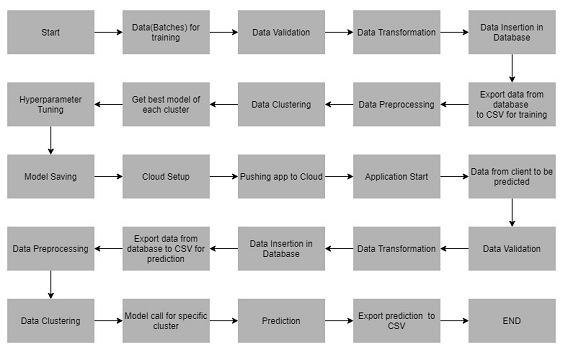 Start
Data(Batches) for
training
Data Validation
Data Transformation
Data Insertion in
Database
Hyperparameter
Tuning
Get best model of
each cluster
Data Clustering
Data Preprocessing
Export data from
database
to CSV for training
Model Saving
Cloud Setup
Pushing app to Cloud
Application Start
Data from client to be
predicted
Data Preprocessing
Export data from
database to CSV for
prediction
Data Insertion in
Database
Data Transformation
Data Validation
Data Clustering
Model call for specific
cluster
Prediction
Export prediction to
CSV
END